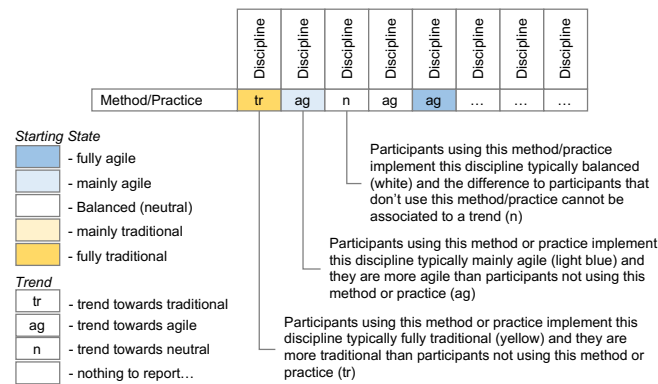 Discipline
Discipline
Discipline
Discipline
Discipline
Discipline
Discipline
Discipline
Method/Practice tr ag n ag ag … … …
Starting State
- fully agile
- mainly agile
- Balanced (neutral)
- mainly traditional
- fully traditional
Trend
tr - trend towards traditional
ag - trend towards agile
n - trend towards neutral
- nothing to report…
Participants using this method/practice
implement this discipline typically balanced
(white) and the difference to participants that
don’t use this method/practice cannot be
associated to a trend (n)
Participants using this method or practice implement
this discipline typically mainly agile (light blue) and
they are more agile than participants not using this
method or practice (ag)
Participants using this method or practice implement this
discipline typically fully traditional (yellow) and they are
more traditional than participants not using this method or
practice (tr)